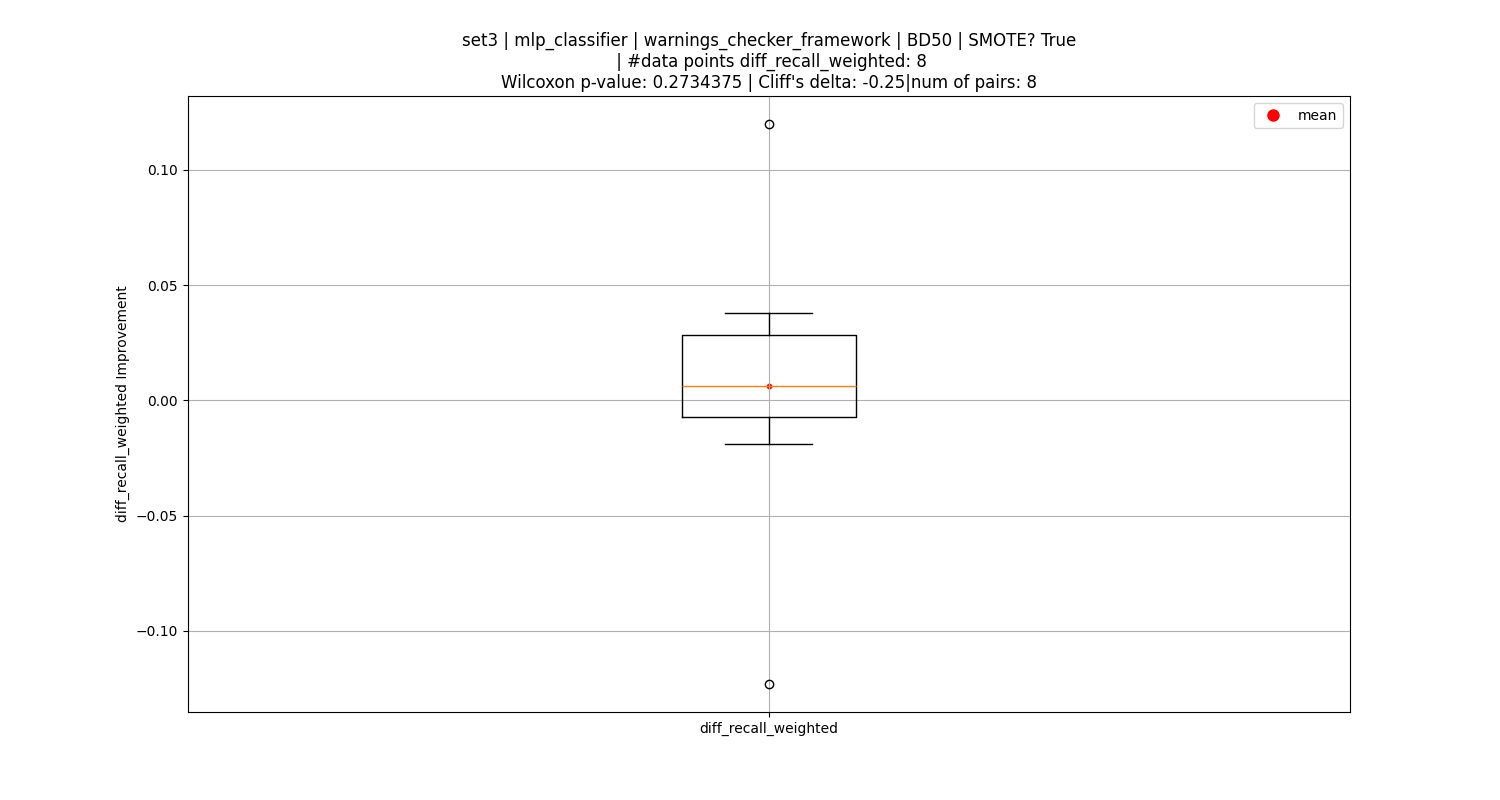 set3 | mlp_classifier | warnings_checker_framework | BD50 | SMOTE? True
| #data points diff_recall_weighted: 8
Wilcoxon p-value: 0.2734375 | Cliff's delta: -0.25|num of pairs: 8
mean
0.10
0.05
0.00
−0.05
−0.10
diff_recall_weighted Improvement
diff_recall_weighted